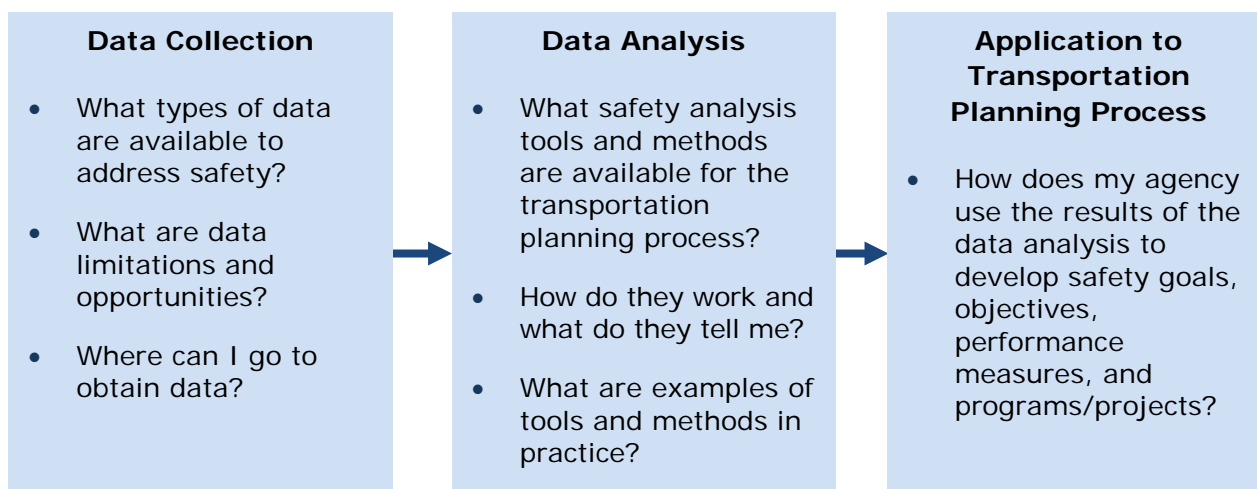 Data Collection
• What types of data
are available to
address safety?
• What are data
limitations and
opportunities?
• Where can I go to
obtain data?
Data Analysis
• What safety analysis
tools and methods
are available for the
transportation
planning process?
• How do they work and
what do they tell me?
• What are examples of
tools and methods in
practice?
Application to
Transportation
Planning Process
• How does my agency
use the results of the
data analysis to
develop safety goals,
objectives,
performance
measures, and
programs/projects?